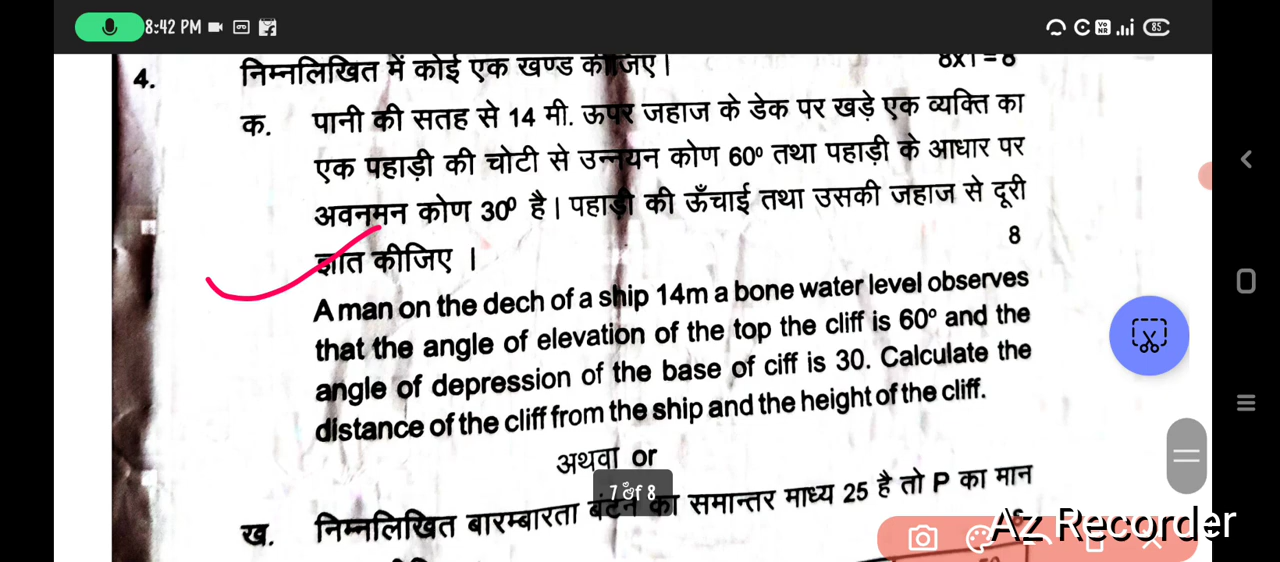 8:42 PM
Vo NR
85
4. निम्नलिखित में कोई एक खण्ड कीजिए। 8x1=8
क. पानी की सतह से 14 मी. ऊपर जहाज के डेक पर खड़े एक व्यक्ति का
एक पहाड़ी की चोटी से उन्नयन कोण 60º तथा पहाड़ी के आधार पर
अवनमन कोण 30º है। पहाड़ी की ऊँचाई तथा उसकी जहाज से दूरी
ज्ञात कीजिए । 8
A man on the dech of a ship 14m a bone water level observes
that the angle of elevation of the top the cliff is 60º and the
angle of depression of the base of ciff is 30. Calculate the
distance of the cliff from the ship and the height of the cliff.
अथवा or
7 of 8
ख. निम्नलिखित बारम्बारता बंटन का समान्तर माध्य 25 है तो P का मान
Az Recorder